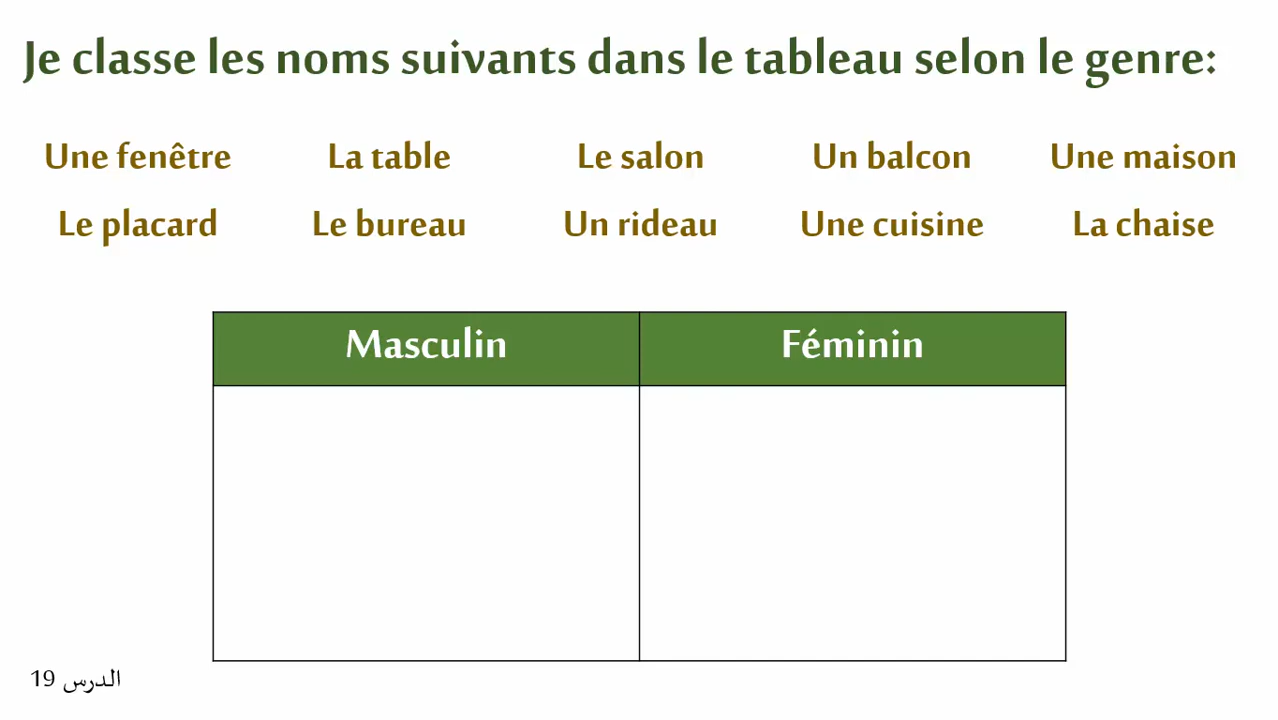 Je classe les noms suivants dans le tableau selon le genre:
Une fenêtre La table Le salon Un balcon Une maison
Le placard Le bureau Un rideau Une cuisine La chaise
Masculin Féminin
الدرس 19